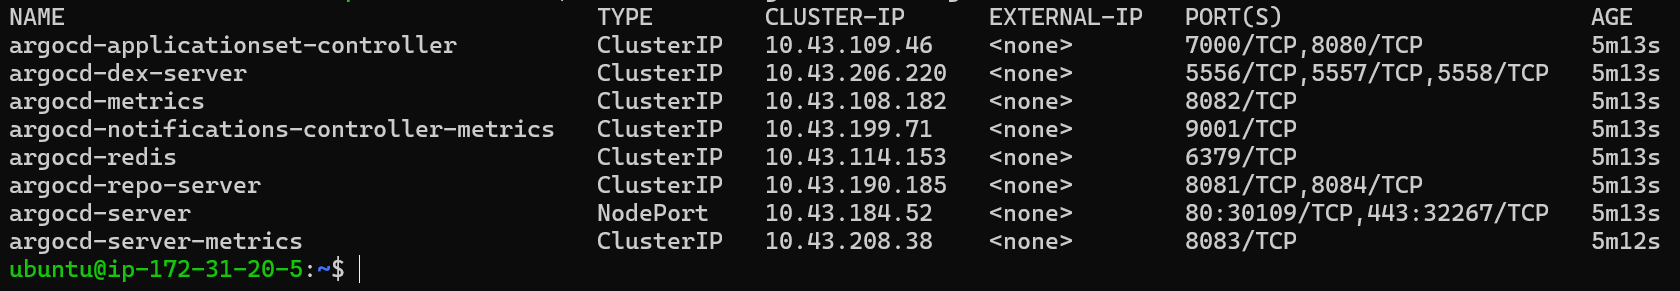 NAME TYPE CLUSTER-IP EXTERNAL-IP PORT(S) AGE
argocd-applicationset-controller ClusterIP 10.43.109.46 <none> 7000/TCP,8080/TCP 5m13s
argocd-dex-server ClusterIP 10.43.206.220 <none> 5556/TCP,5557/TCP,5558/TCP 5m13s
argocd-metrics ClusterIP 10.43.108.182 <none> 8082/TCP 5m13s
argocd-notifications-controller-metrics ClusterIP 10.43.199.71 <none> 9001/TCP 5m13s
argocd-redis ClusterIP 10.43.114.153 <none> 6379/TCP 5m13s
argocd-repo-server ClusterIP 10.43.190.185 <none> 8081/TCP,8084/TCP 5m13s
argocd-server NodePort 10.43.184.52 <none> 80:30109/TCP,443:32267/TCP 5m13s
argocd-server-metrics ClusterIP 10.43.208.38 <none> 8083/TCP 5m12s
ubuntu@ip-172-31-20-5:~$